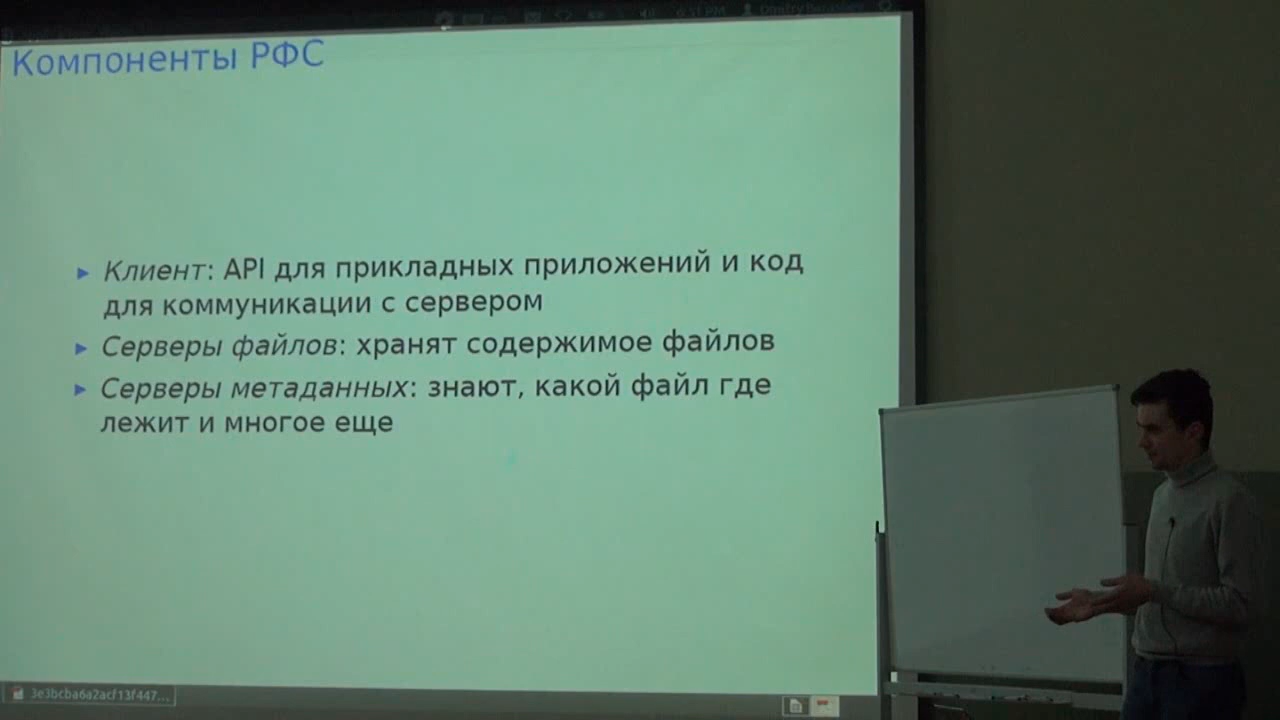 Компоненты РФС
Клиент: API для прикладных приложений и код
для коммуникации с сервером
Серверы файлов: хранят содержимое файлов
Серверы метаданных: знают, какой файл где
лежит и многое еще
3e3bcba6a2acf13f447...